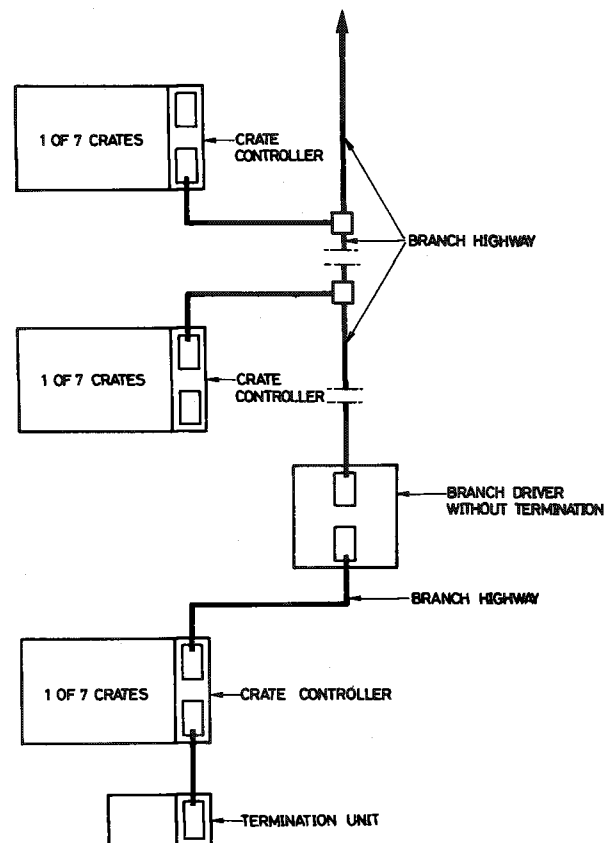 1 OF 7 CRATES
CRATE
CONTROLLER
BRANCH HIGHWAY
1 OF 7 CRATES
CRATE
CONTROLLER
BRANCH DRIVER
WITHOUT TERMINATION
BRANCH HIGHWAY
1 OF 7 CRATES
CRATE CONTROLLER
TERMINATION UNIT